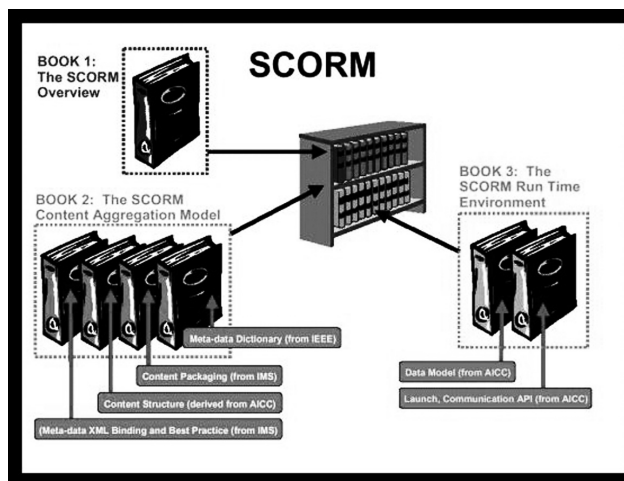 SCORM
BOOK 1:
The SCORM
Overview
BOOK 2: The SCORM
Content Aggregation Model
Meta-data Dictionary (from IEEE)
Content Packaging (from IMS)
Content Structure (derived from AICC)
(Meta-data XML Binding and Best Practice (from IMS)
BOOK 3: The
SCORM Run Time
Environment
Data Model (from AICC)
Launch, Communication API (from AICC)